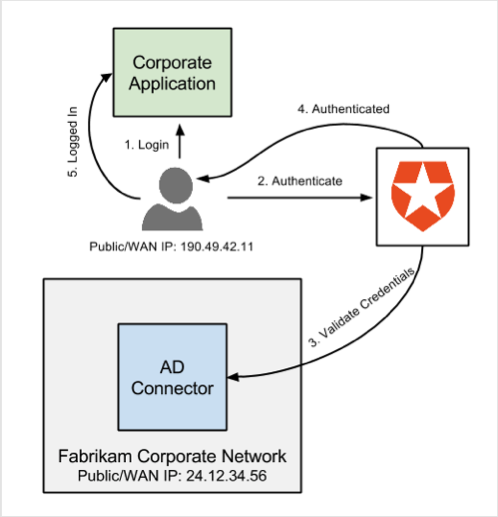 Corporate
Application
4. Authenticated
5. Logged In
1. Login
2. Authenticate
Public/WAN IP: 190.49.42.11
3. Validate Credentials
AD
Connector
Fabrikam Corporate Network
Public/WAN IP: 24.12.34.56